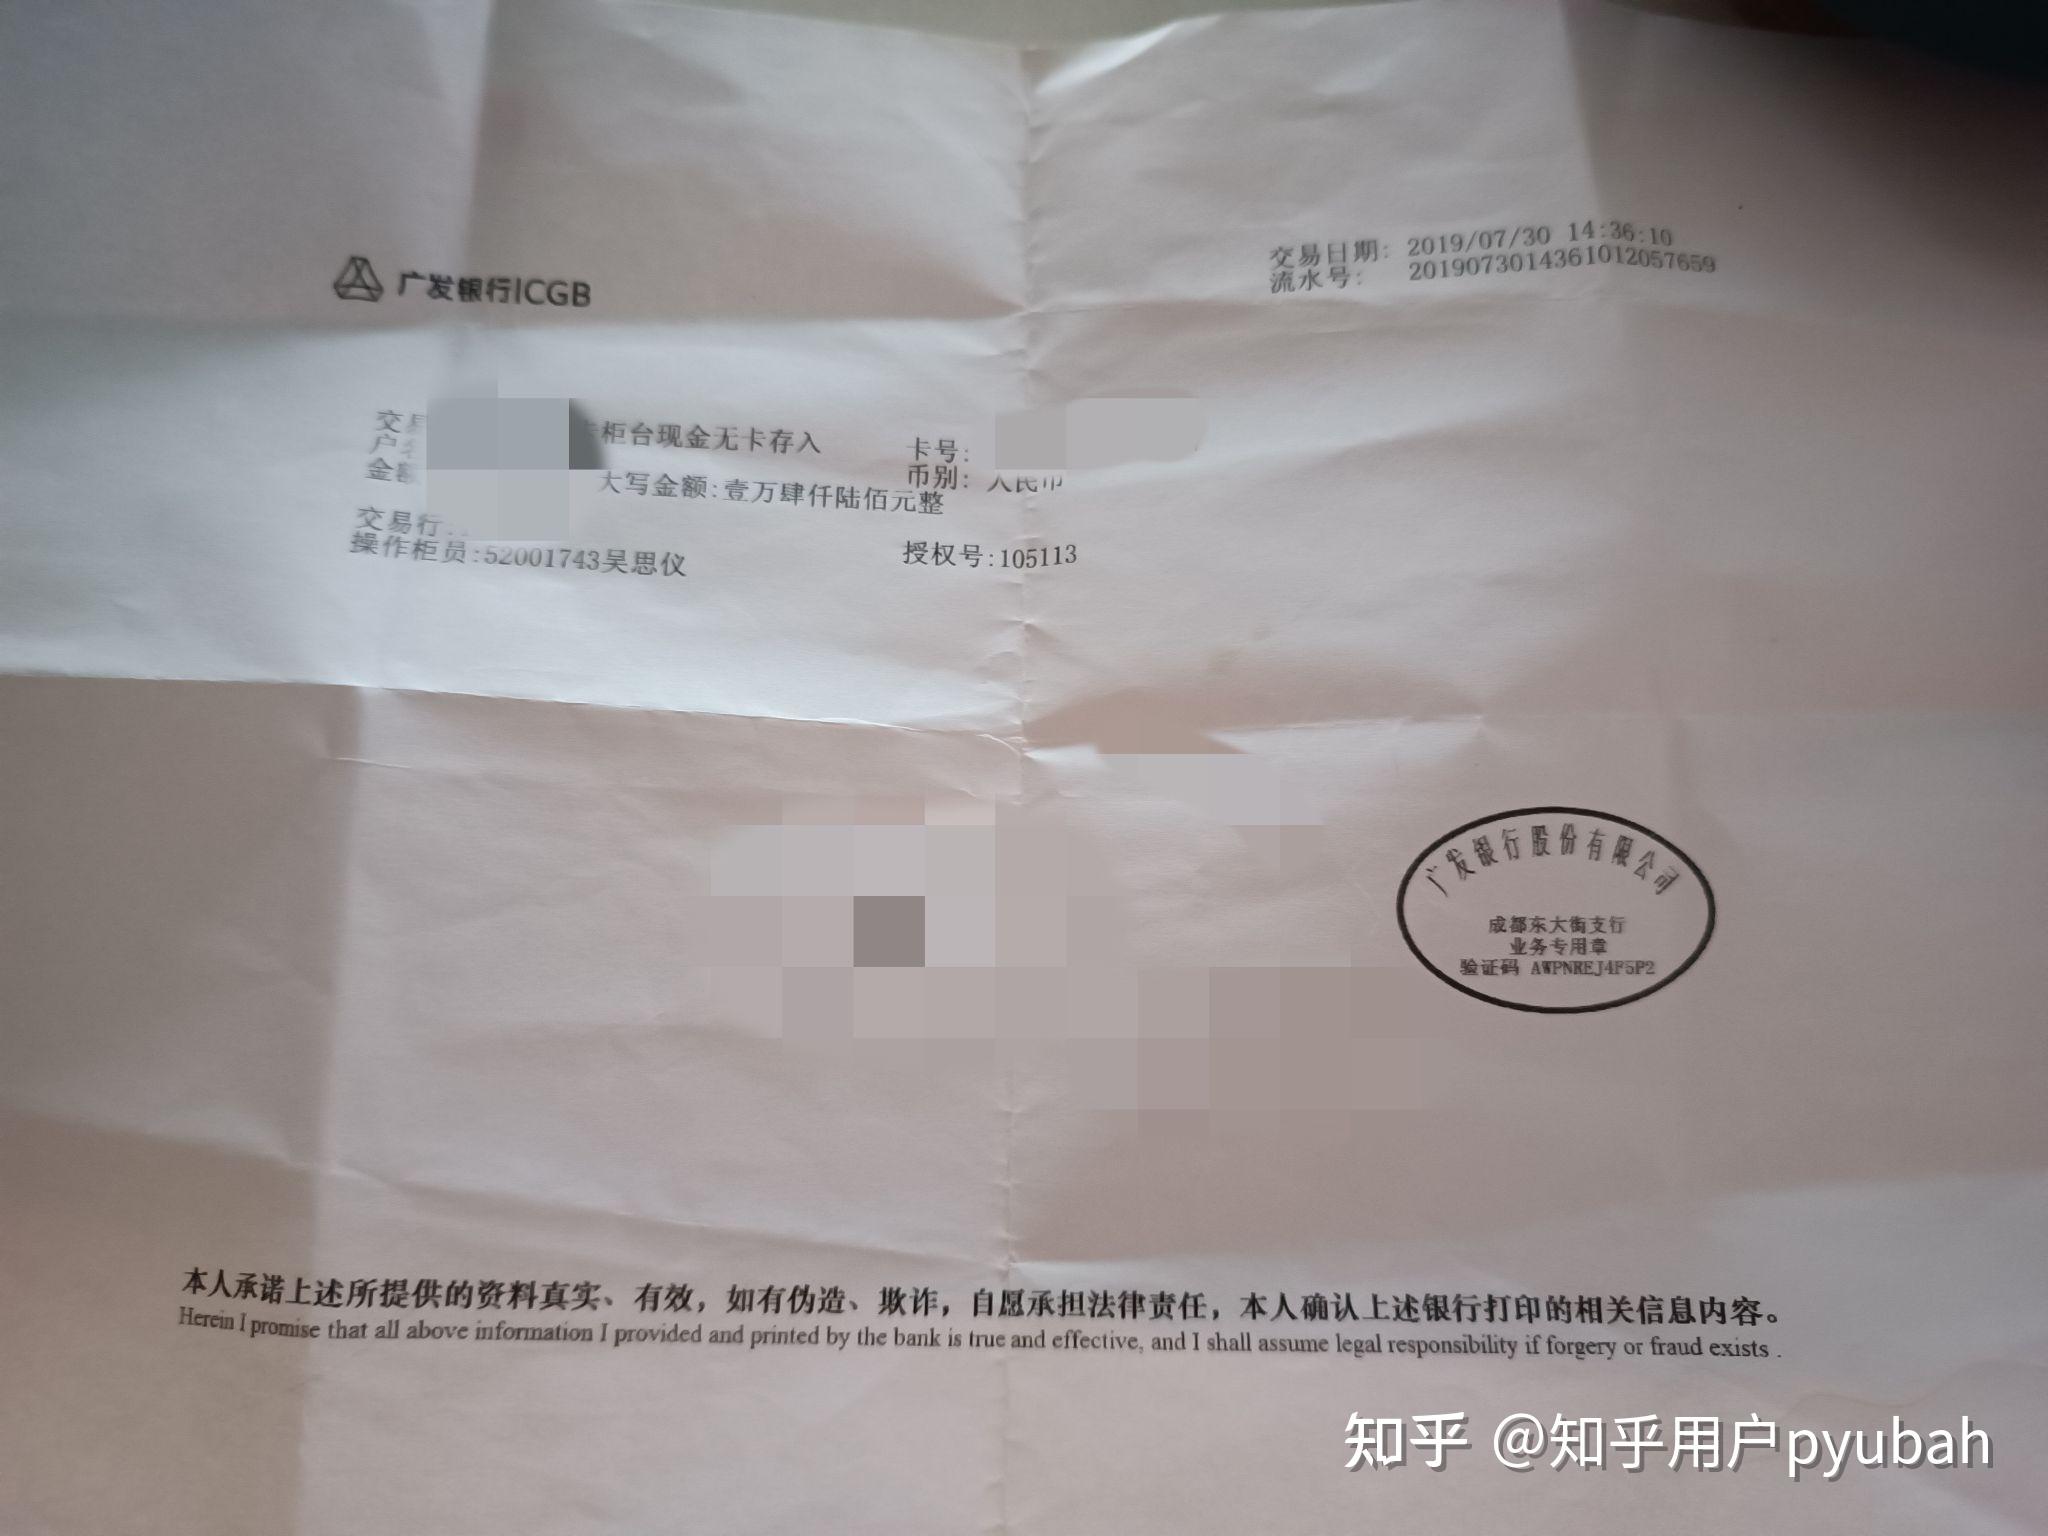 广发银行|CGB
交易日期: 2019/07/30 14:36:10
流水号: 2019073014361012057659
交易 柜台现金无卡存入 卡号:
户名 币别: 人民币
金额 大写金额:壹万肆仟陆佰元整
交易行:
操作柜员:52001743吴思仪 授权号:105113
广发银行股份有限公司
成都东大街支行
业务专用章
验证码 AWPNREJ4F5P2
本人承诺上述所提供的资料真实、有效，如有伪造、欺诈，自愿承担法律责任，本人确认上述银行打印的相关信息内容。
Herein I promise that all above information I provided and printed by the bank is true and effective, and I shall assume legal responsibility if forgery or fraud exists .
知乎 @知乎用户pyubah